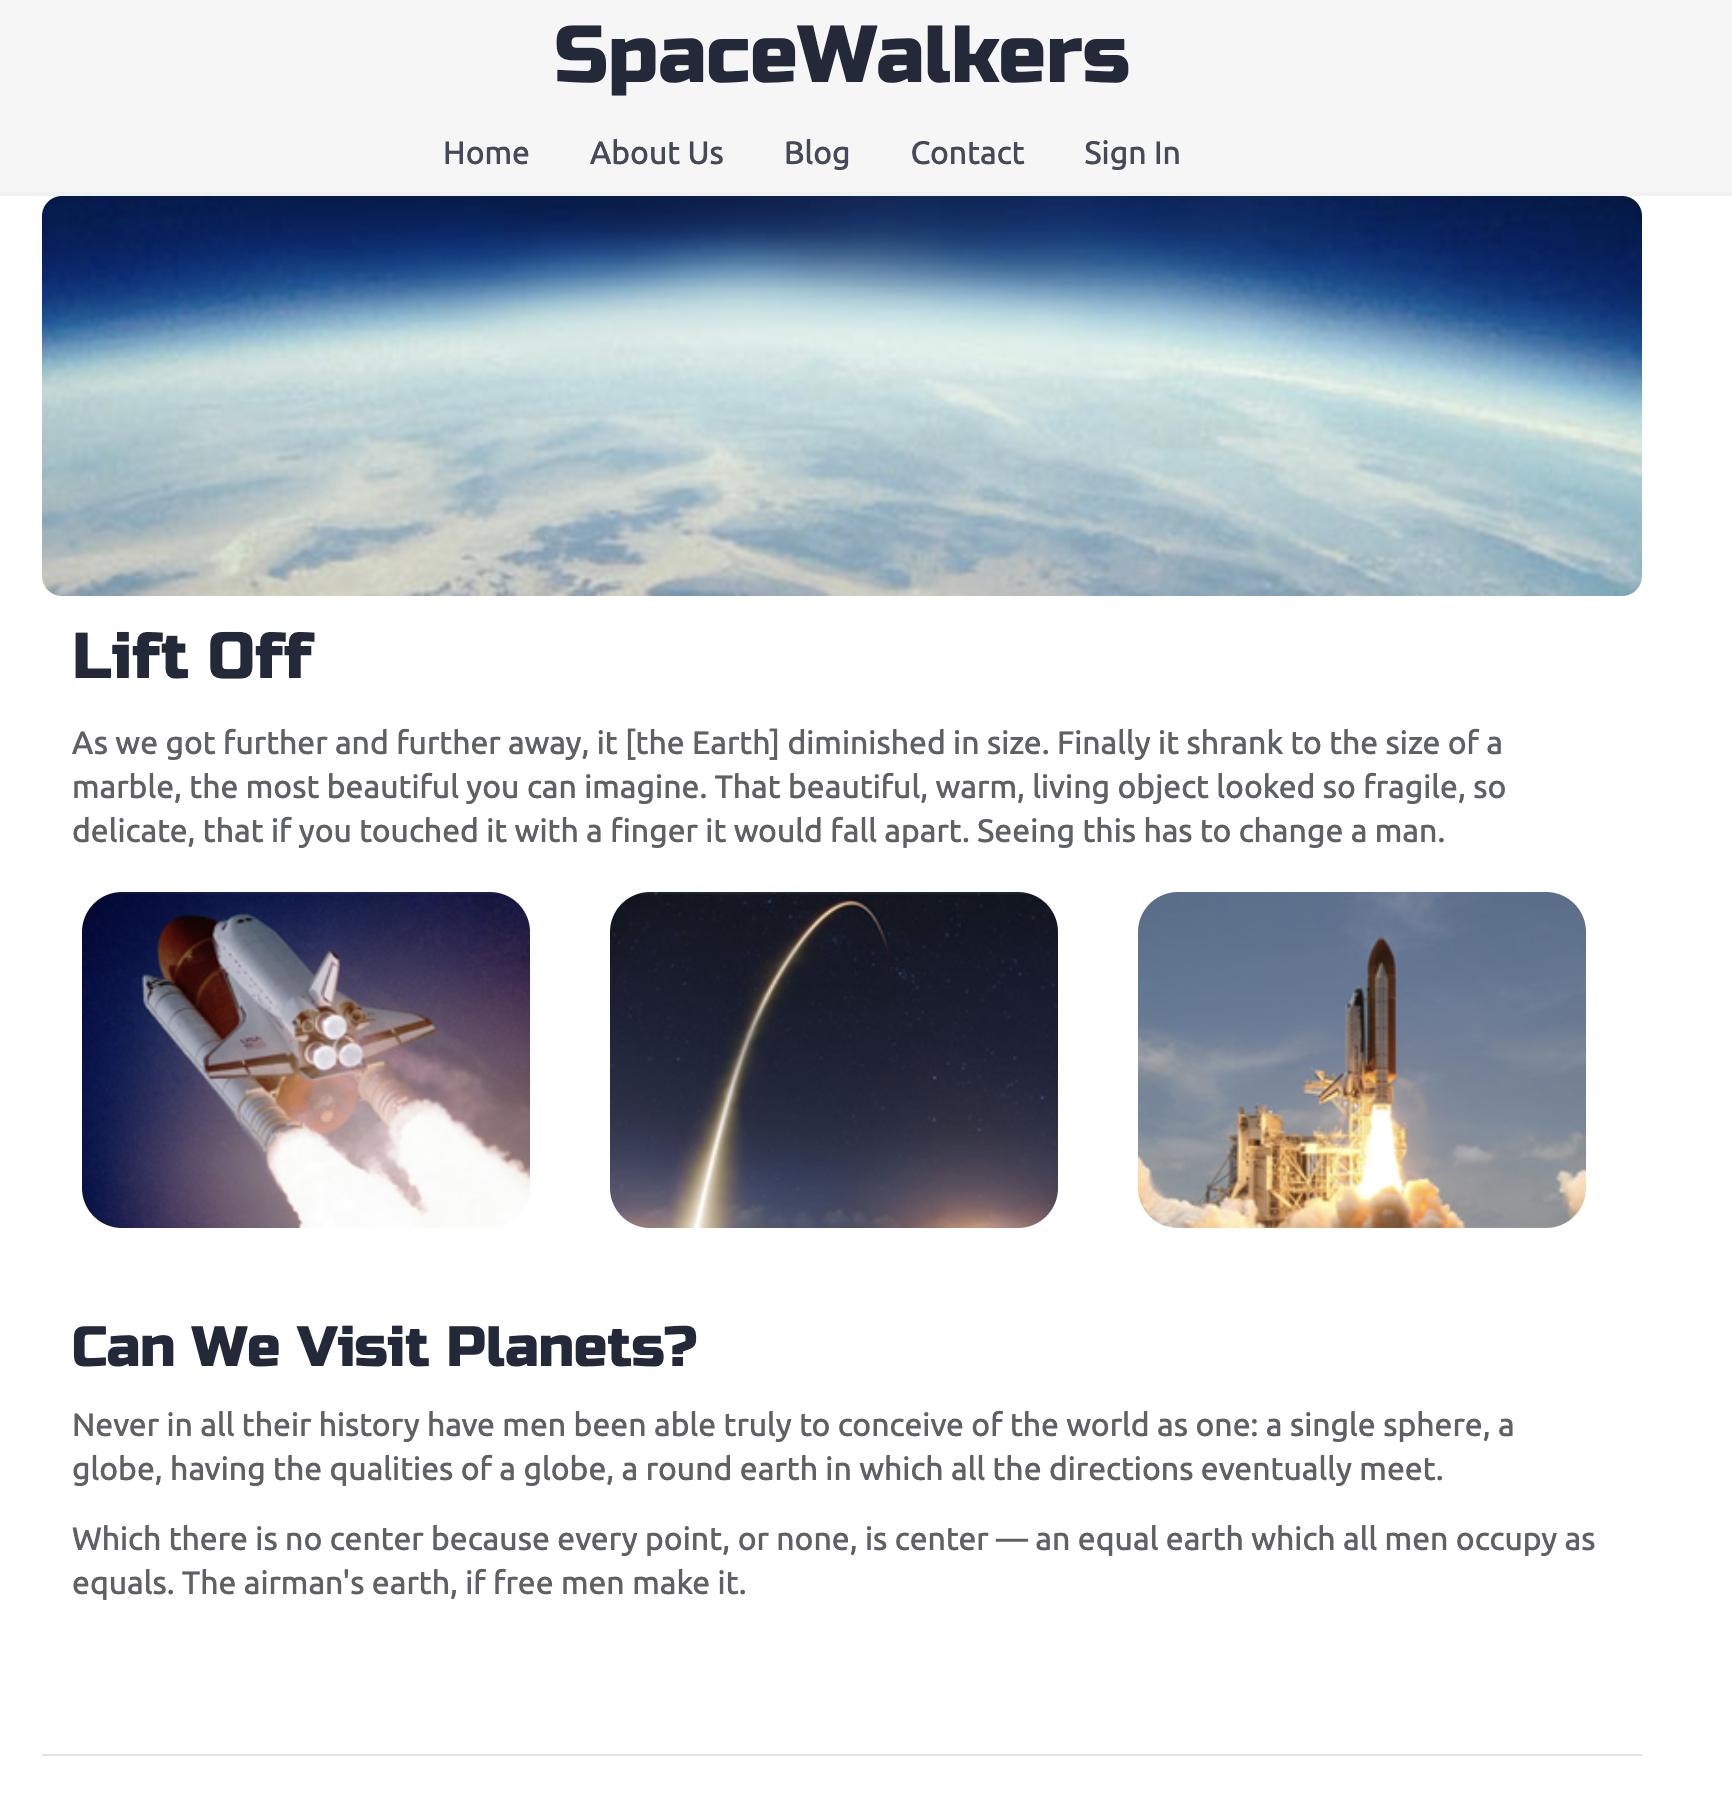 SpaceWalkers
Home About Us Blog Contact Sign In
Lift Off
As we got further and further away, it [the Earth] diminished in size. Finally it shrank to the size of a
marble, the most beautiful you can imagine. That beautiful, warm, living object looked so fragile, so
delicate, that if you touched it with a finger it would fall apart. Seeing this has to change a man.
Can We Visit Planets?
Never in all their history have men been able truly to conceive of the world as one: a single sphere, a
globe, having the qualities of a globe, a round earth in which all the directions eventually meet.
Which there is no center because every point, or none, is center — an equal earth which all men occupy as
equals. The airman's earth, if free men make it.